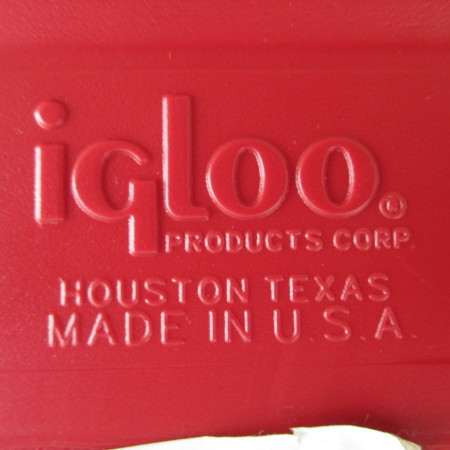 igloo®
PRODUCTS CORP.
HOUSTON TEXAS
MADE IN U.S.A.